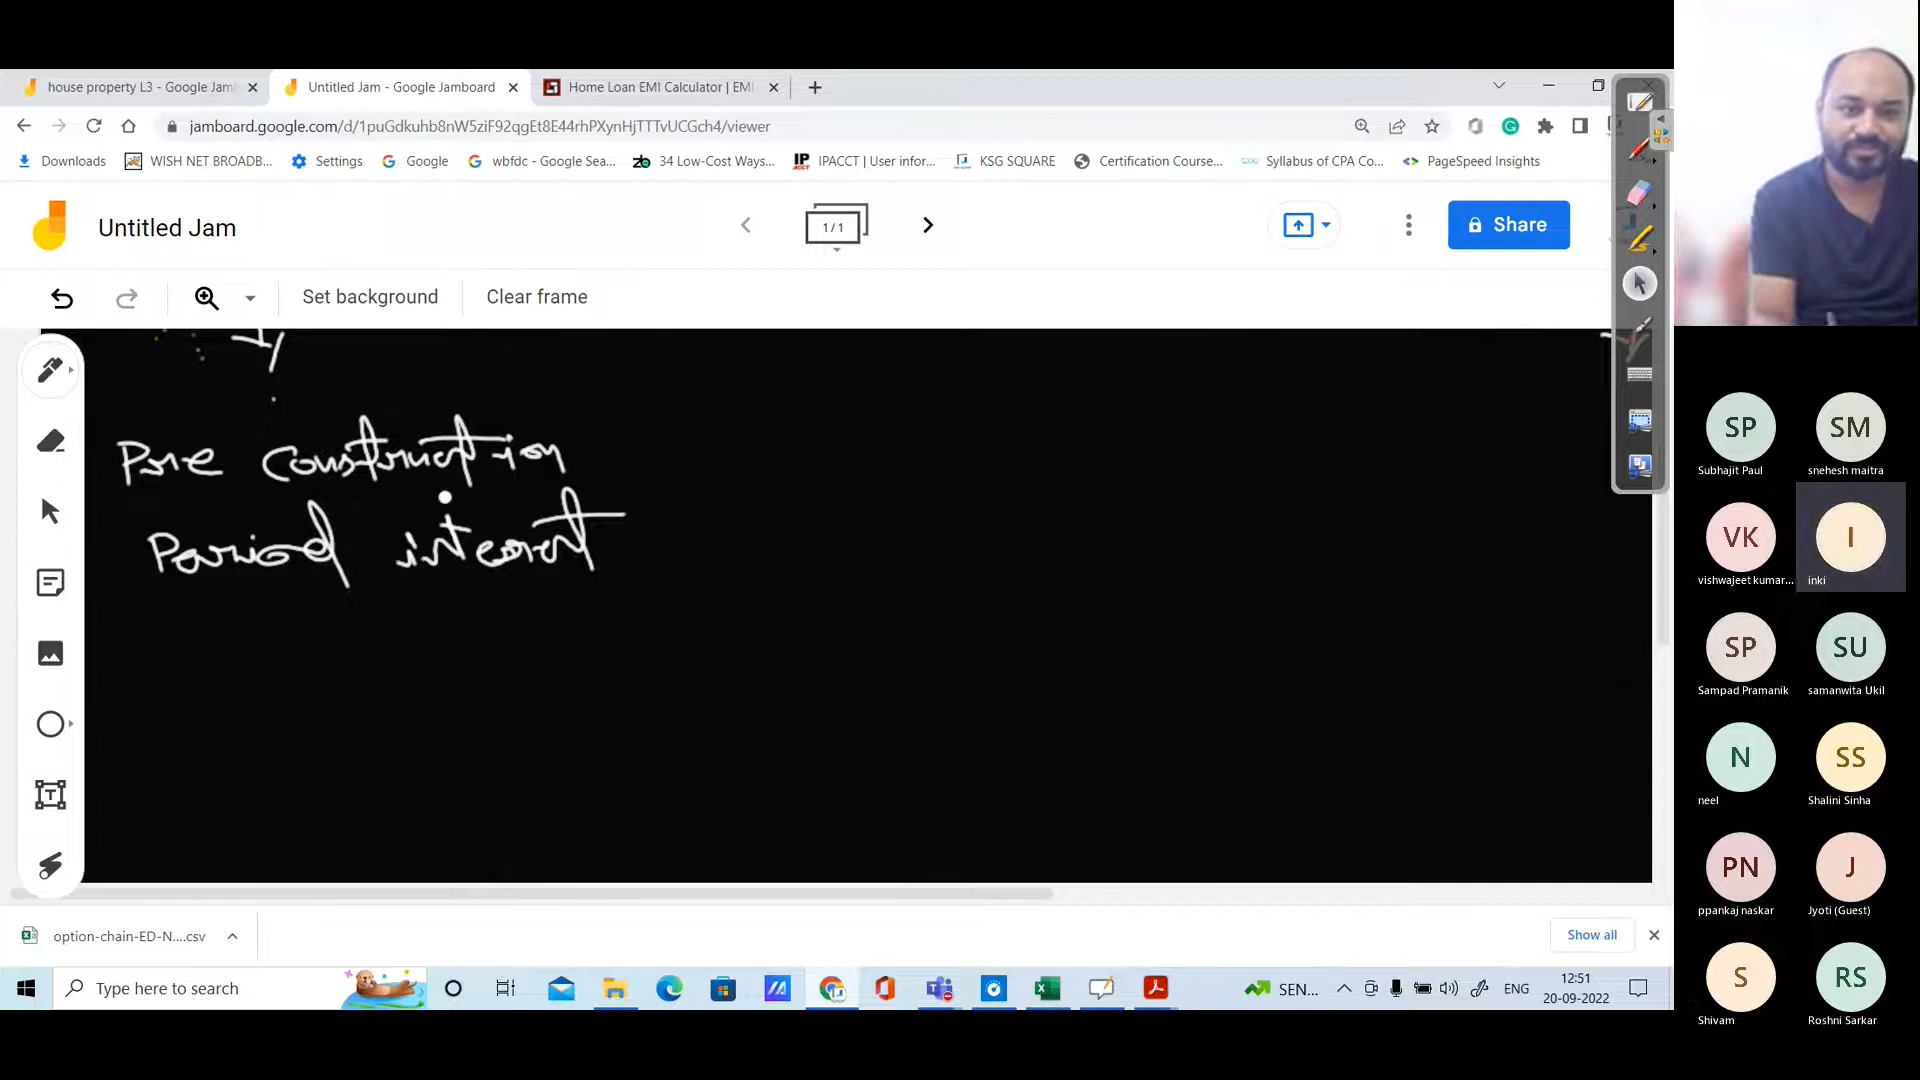 house property L3 - Google Jam
Untitled Jam - Google Jamboard
Home Loan EMI Calculator | EMI
jamboard.google.com/d/1puGdkuhb8nW5ziF92qgEt8E44rhPXynHjTTTvUCGch4/viewer
Downloads
WISH NET BROADB...
Settings
Google
wbfdc - Google Sea...
34 Low-Cost Ways...
IPACCT | User infor...
KSG SQUARE
Certification Course...
Syllabus of CPA Co...
PageSpeed Insights
Untitled Jam
1 / 1
Share
Set background
Clear frame
Pre construction
Period interest
option-chain-ED-N....csv
Show all
Type here to search
SEN...
ENG
12:51
20-09-2022
SP
Subhajit Paul
SM
snehesh maitra
VK
vishwajeet kumar...
I
inki
SP
Sampad Pramanik
SU
samanwita Ukil
N
neel
SS
Shalini Sinha
PN
ppankaj naskar
J
Jyoti (Guest)
S
Shivam
RS
Roshni Sarkar